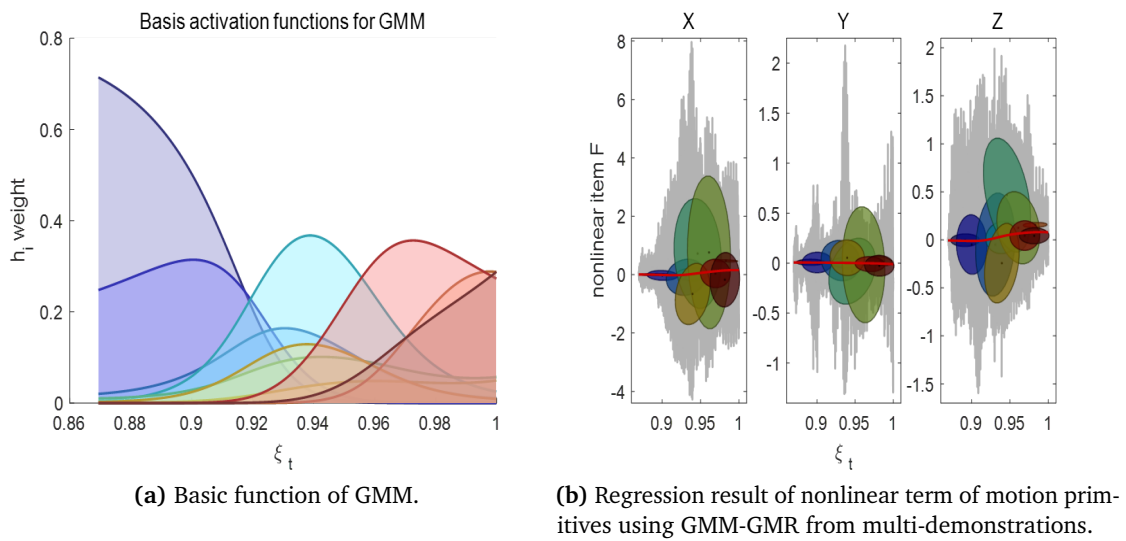 Basis activation functions for GMM
0.8
0.6
0.4
0.2
0
h i weight
0.86 0.88 0.9 0.92 0.94 0.96 0.98 1
ξ t
(a) Basic function of GMM.
X Y Z
nonlinear item F
8
6
4
2
0
-2
-4
0.9 0.95 1
2
1.5
1
0.5
0
-0.5
-1
0.9 0.95 1
2
1.5
1
0.5
0
-0.5
-1
-1.5
0.9 0.95 1
ξ t
(b) Regression result of nonlinear term of motion prim-
itives using GMM-GMR from multi-demonstrations.